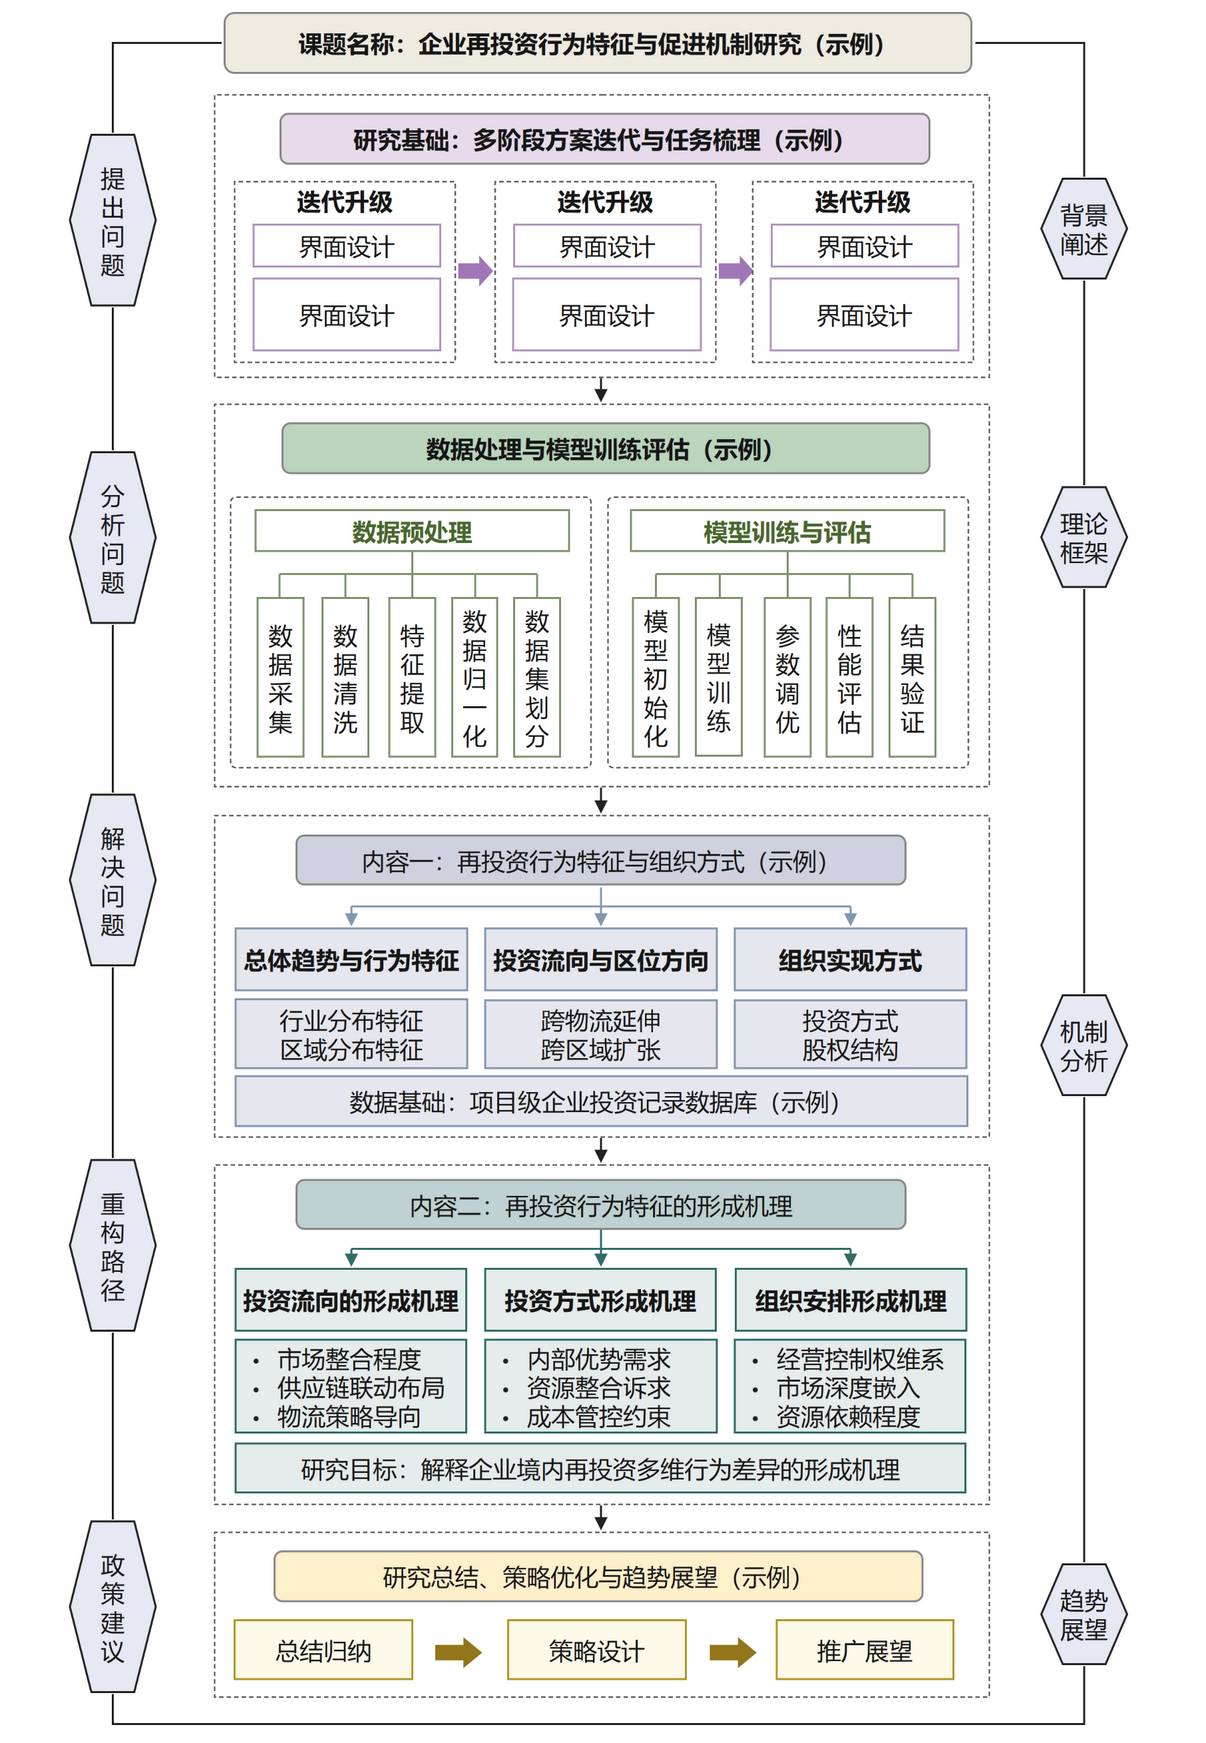 课题名称：企业再投资行为特征与促进机制研究（示例）
提
出
问
题
背景
阐述
研究基础：多阶段方案迭代与任务梳理（示例）
迭代升级
界面设计
界面设计
迭代升级
界面设计
界面设计
迭代升级
界面设计
界面设计
分
析
问
题
理论
框架
数据处理与模型训练评估（示例）
数据预处理
数据采集
数据清洗
特征提取
数据归一化
数据集划分
模型训练与评估
模型初始化
模型训练
参数调优
性能评估
结果验证
解
决
问
题
机制
分析
内容一：再投资行为特征与组织方式（示例）
总体趋势与行为特征
行业分布特征
区域分布特征
投资流向与区位方向
跨物流延伸
跨区域扩张
组织实现方式
投资方式
股权结构
数据基础：项目级企业投资记录数据库（示例）
重
构
路
径
内容二：再投资行为特征的形成机理
投资流向的形成机理
• 市场整合程度
• 供应链联动布局
• 物流策略导向
投资方式形成机理
• 内部优势需求
• 资源整合诉求
• 成本管控约束
组织安排形成机理
• 经营控制权维系
• 市场深度嵌入
• 资源依赖程度
研究目标：解释企业境内再投资多维行为差异的形成机理
政
策
建
议
趋势
展望
研究总结、策略优化与趋势展望（示例）
总结归纳
策略设计
推广展望